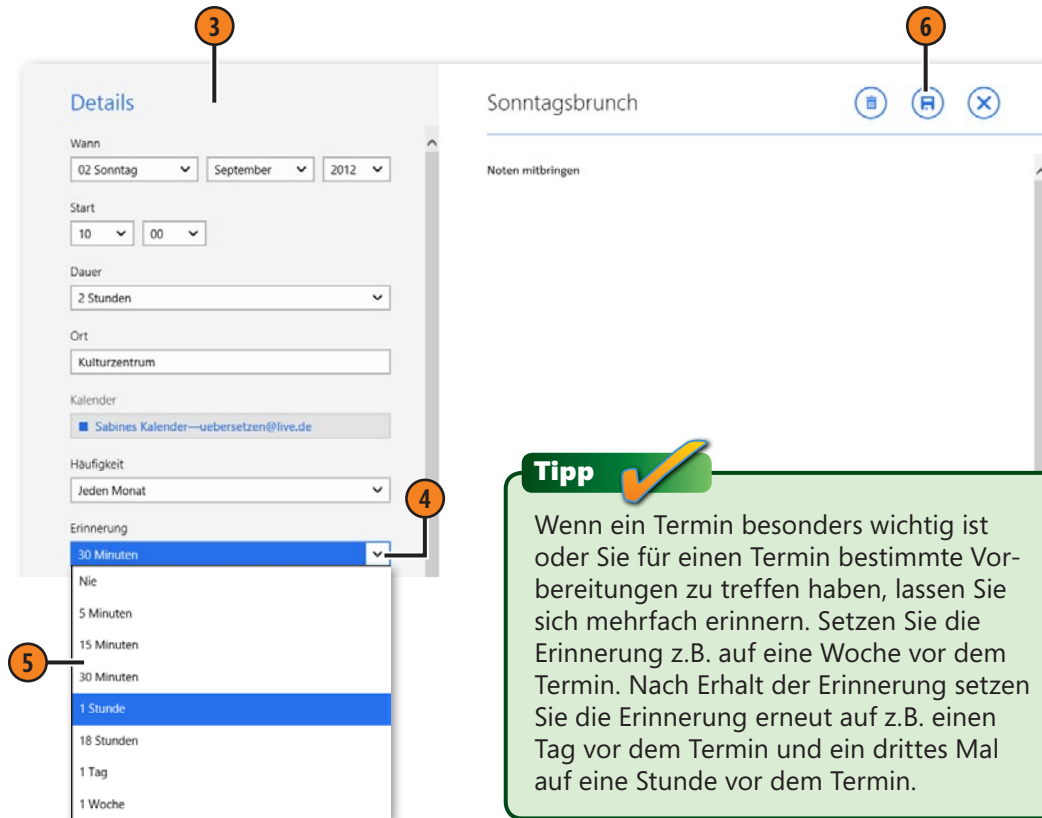 3
6
Details
Wann
02 Sonntag September 2012
Start
10 00
Dauer
2 Stunden
Ort
Kulturzentrum
Kalender
Sabines Kalender—uebersetzen@live.de
Häufigkeit
Jeden Monat
4
Erinnerung
30 Minuten
Nie
5 Minuten
15 Minuten
5
30 Minuten
1 Stunde
18 Stunden
1 Tag
1 Woche
Sonntagsbrunch
Noten mitbringen
Tipp
Wenn ein Termin besonders wichtig ist
oder Sie für einen Termin bestimmte Vor-
bereitungen zu treffen haben, lassen Sie
sich mehrfach erinnern. Setzen Sie die
Erinnerung z.B. auf eine Woche vor dem
Termin. Nach Erhalt der Erinnerung setzen
Sie die Erinnerung erneut auf z.B. einen
Tag vor dem Termin und ein drittes Mal
auf eine Stunde vor dem Termin.